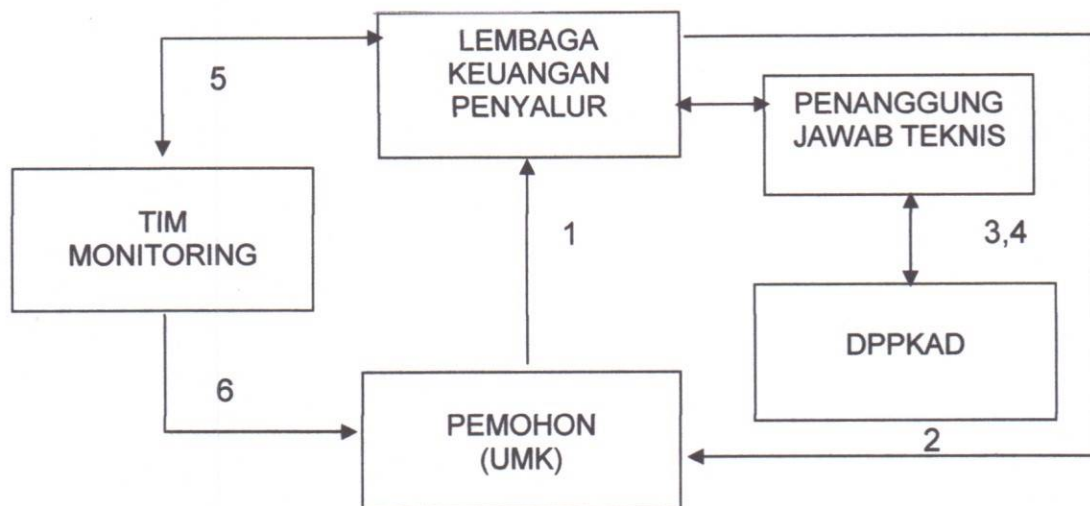 LEMBAGA
KEUANGAN
PENYALUR
5
PENANGGUNG
JAWAB TEKNIS
TIM
MONITORING
1
3,4
DPPKAD
6
PEMOHON
(UMK)
2